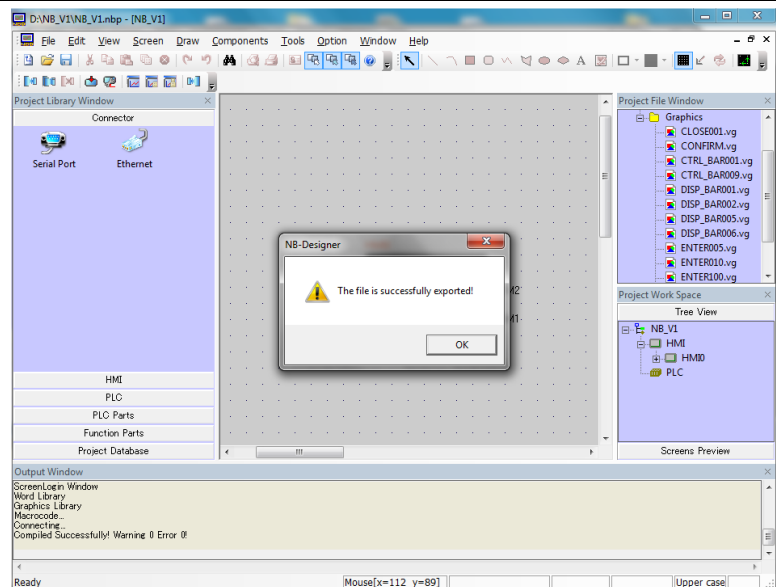 D:\NB_V1\NB_V1.nbp - [NB_V1]
File Edit View Screen Draw Components Tools Option Window Help
Project Library Window
Connector
Serial Port Ethernet
HMI
PLC
PLC Parts
Function Parts
Project Database
NB-Designer
The file is successfully exported!
OK
M2
M1
Project File Window
Graphics
CLOSE001.vg
CONFIRM.vg
CTRL_BAR001.vg
CTRL_BAR009.vg
DISP_BAR001.vg
DISP_BAR002.vg
DISP_BAR005.vg
DISP_BAR006.vg
ENTER005.vg
ENTER010.vg
ENTER100.vg
Project Work Space
Tree View
NB_V1
HMI
HMI0
PLC
Screens Preview
Output Window
ScreenLogin Window
Word Library
Graphics Library
Macrocode...
Connecting...
Compiled Successfully! Warning 0 Error 0!
Ready Mouse[x=112 y=89] Upper case